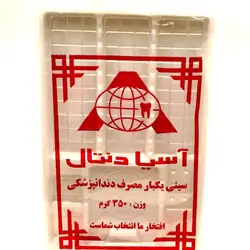 آسیا دنتال
سینی یکبار مصرف دندانپزشکی
وزن : ۳۵۰ گرم
افتخار ما انتخاب شماست